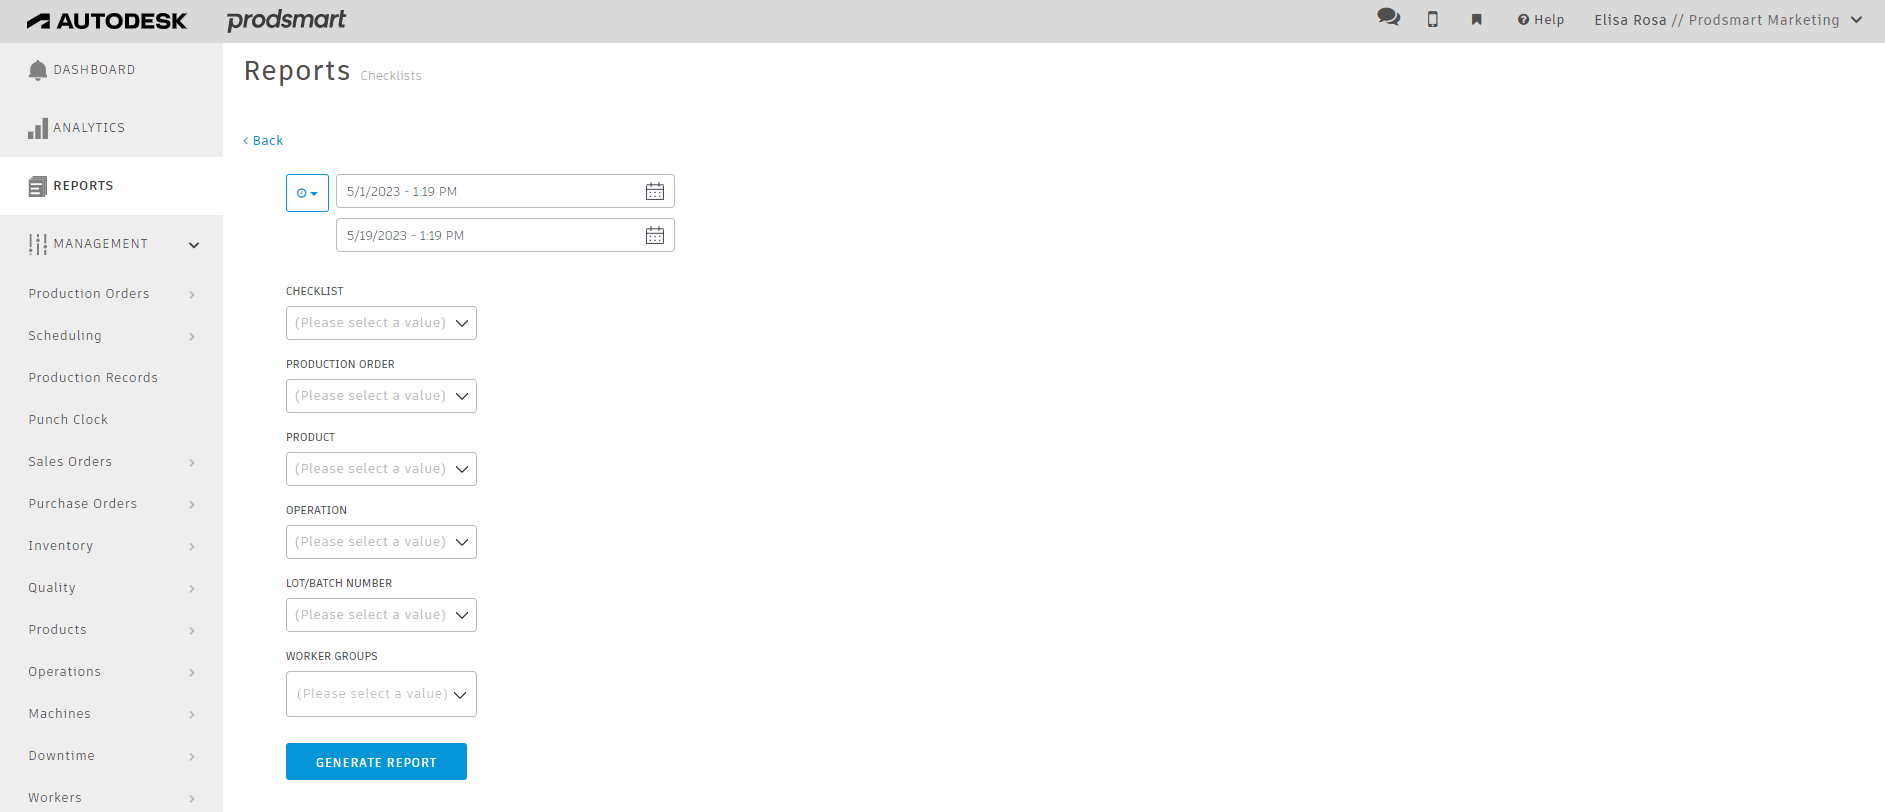 AUTODESK prodsmart
Help Elisa Rosa // Prodsmart Marketing
DASHBOARD
ANALYTICS
REPORTS
MANAGEMENT
Production Orders
Scheduling
Production Records
Punch Clock
Sales Orders
Purchase Orders
Inventory
Quality
Products
Operations
Machines
Downtime
Workers
Reports Checklists
Back
5/1/2023 - 1:19 PM
5/19/2023 - 1:19 PM
CHECKLIST
(Please select a value)
PRODUCTION ORDER
(Please select a value)
PRODUCT
(Please select a value)
OPERATION
(Please select a value)
LOT/BATCH NUMBER
(Please select a value)
WORKER GROUPS
(Please select a value)
GENERATE REPORT